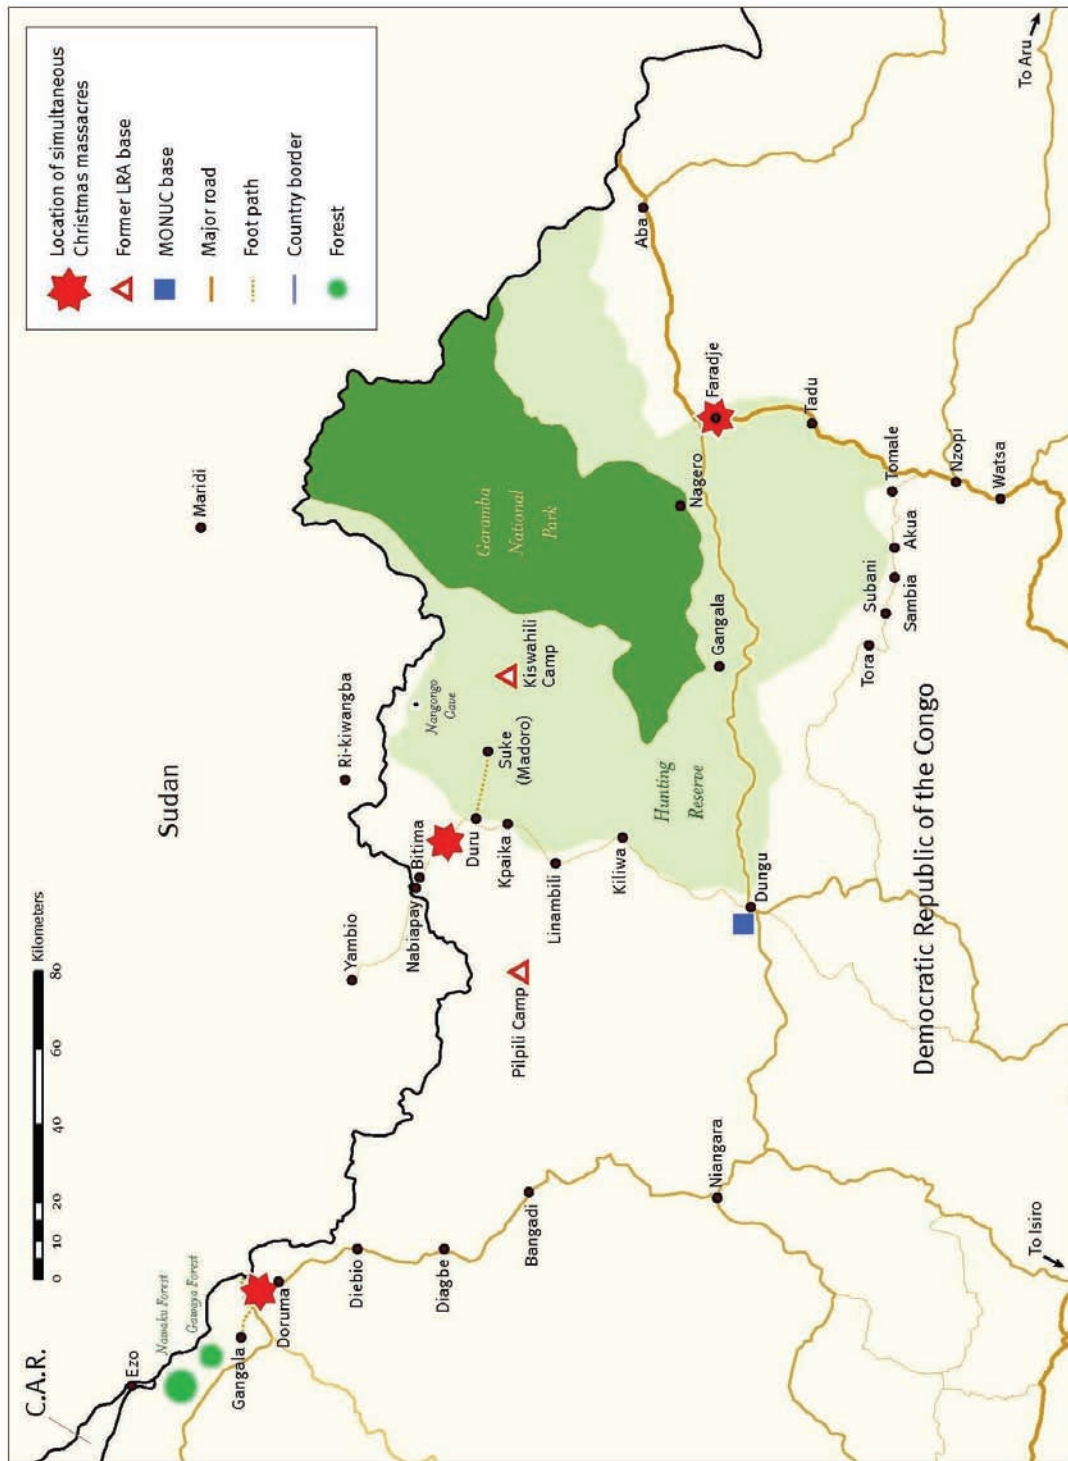 C.A.R.
Ezo
Nawaku Forest
Gawaya Forest
Gangala
Doruma
Diebio
Diagbe
Bangadi
Niangara
To Isiro
0
10
20
40
60
80
Kilometers
Sudan
Yambio
Nabiapay
Bitima
Ri-kiwangba
Maridi
Duru
Kpaika
Linambili
Kiliwa
Suke
(Madoro)
Nangongo
Cave
Pilpili Camp
Kiswahili
Camp
Garamba
National
Park
Hunting
Reserve
Dungu
Gangala
Nagero
Faradje
Aba
Tadu
Tomale
Akua
Subani
Sambia
Tora
Nzopi
Watsa
To Aru
Democratic Republic of the Congo
Location of simultaneous
Christmas massacres
Former LRA base
MONUC base
Major road
Foot path
Country border
Forest